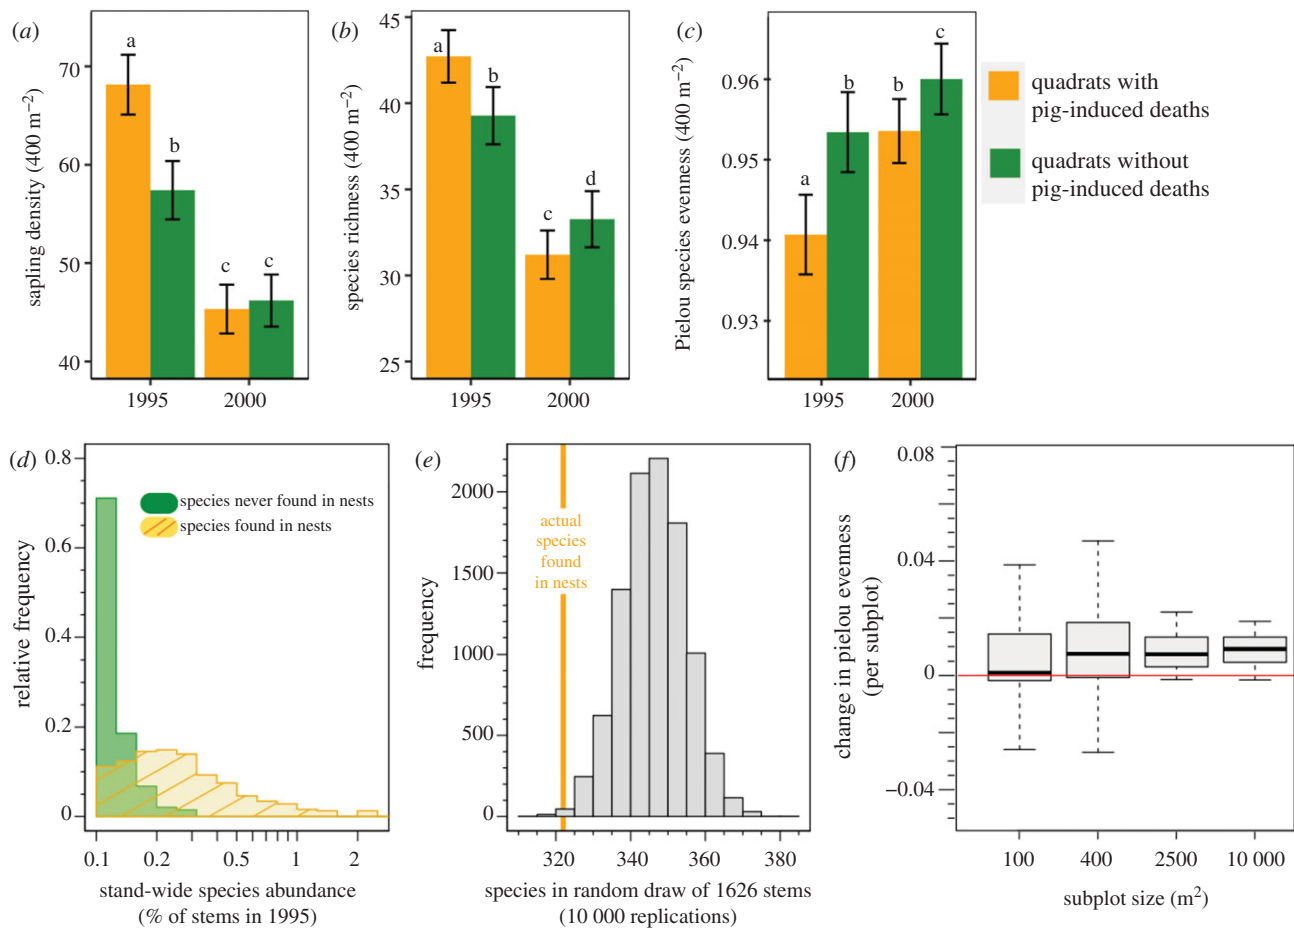 (a)
a
70
60
50
40
b
c
c
sapling density (400 m−2)
1995
2000
(b)
45
40
35
30
25
a
b
c
d
species richness (400 m−2)
1995
2000
(c)
0.96
0.95
0.94
0.93
a
b
b
c
Pielou species evenness (400 m−2)
1995
2000
quadrats with
pig-induced deaths
quadrats without
pig-induced deaths
(d)
0.8
0.6
0.4
0.2
0
relative frequency
species never found in nests
species found in nests
0.1
0.2
0.5
1
2
stand-wide species abundance
(% of stems in 1995)
(e)
2000
1500
1000
500
0
frequency
actual
species
found
in nests
320
340
360
380
species in random draw of 1626 stems
(10 000 replications)
(f)
0.08
0.04
0
−0.04
change in pielou evenness
(per subplot)
100
400
2500
10 000
subplot size (m2)